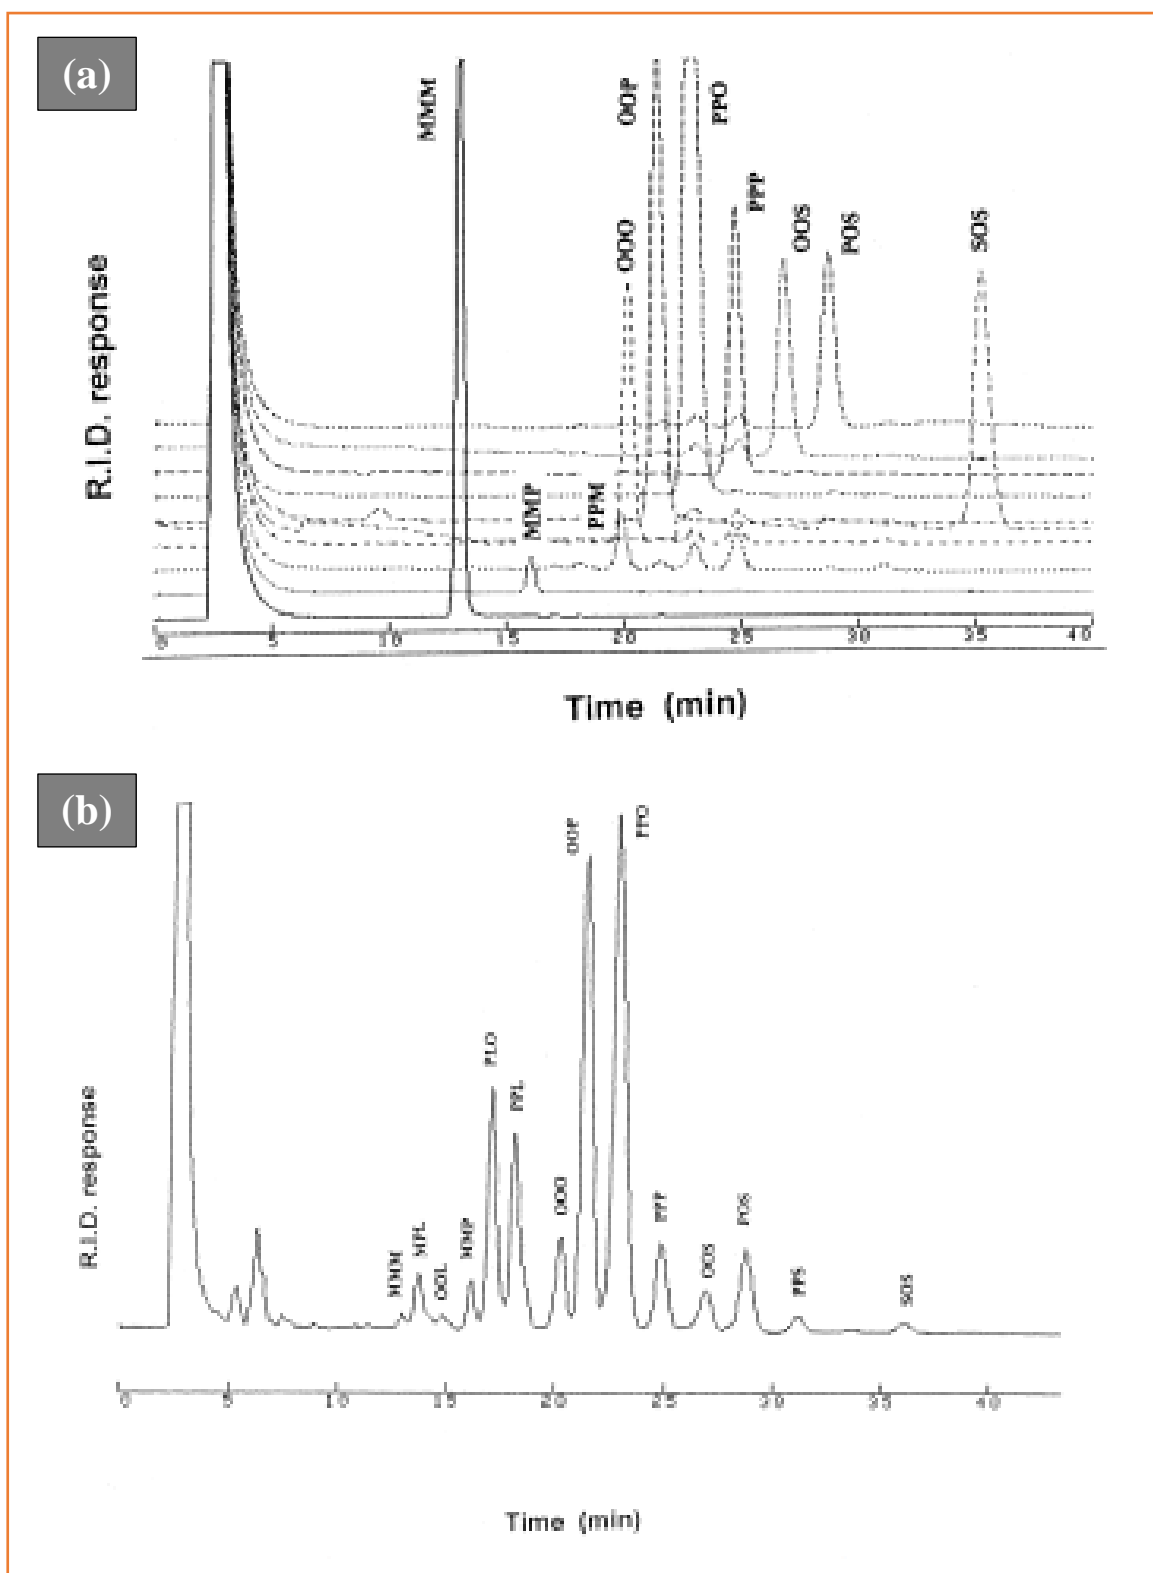 (a)
MMM
OOP
PPO
PPP
OOO
OOS
POS
SOS
MMP
PPM
R.I.D. response
0 5 10 15 20 25 30 35 40
Time (min)
(b)
OOP
PPO
PLO
PPL
OOO
PPP
POS
MMM
MPL
OOL
MMP
OOS
PPS
SOS
R.I.D. response
0 5 10 15 20 25 30 35 40
Time (min)